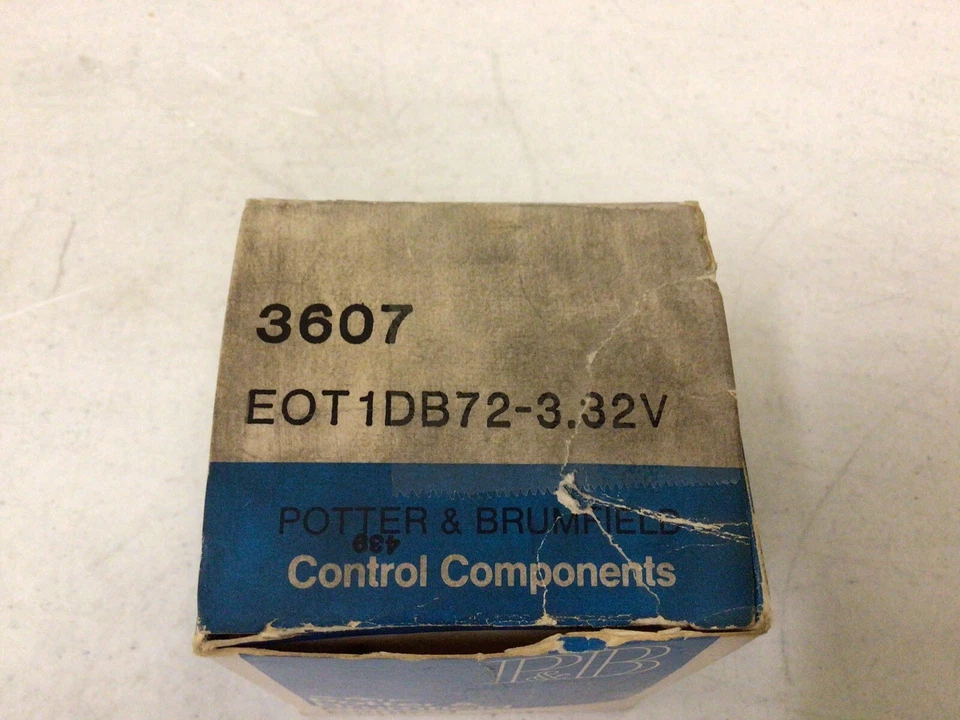 3607
EOT1DB72-3.32V
POTTER & BRUMFIELD
439
Control Components
P&B